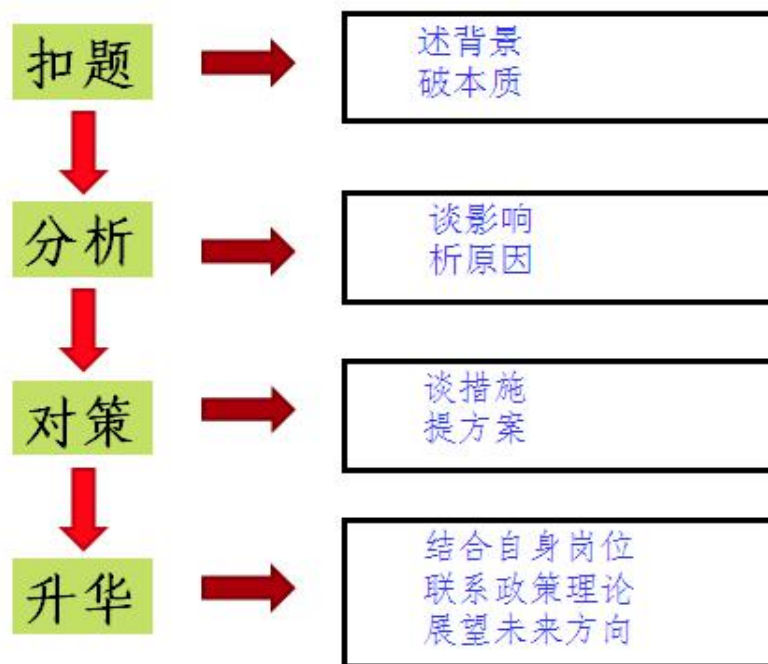 扣题
述背景
破本质
分析
谈影响
析原因
对策
谈措施
提方案
升华
结合自身岗位
联系政策理论
展望未来方向